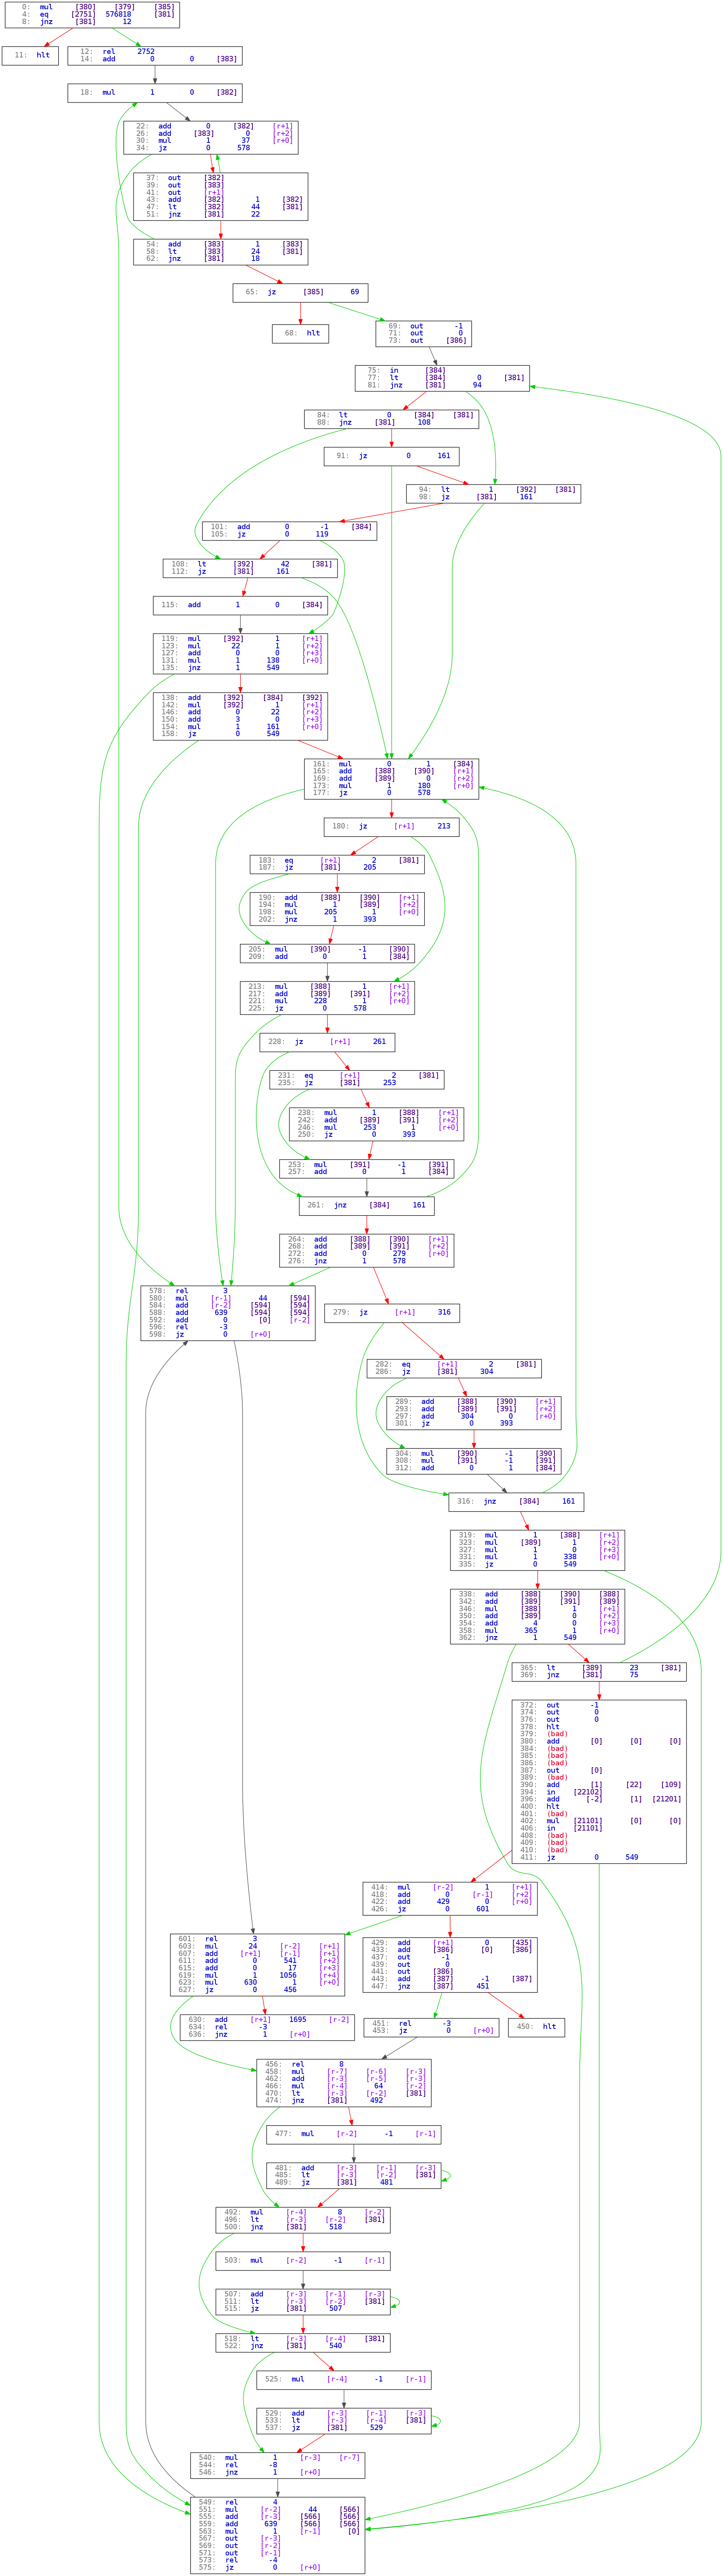 0: mul [380] [379] [385]
4: eq [2751] 576818 [381]
8: jnz [381] 12
11: hlt
12: rel 2752
14: add 0 0 [383]
18: mul 1 0 [382]
22: add 0 [382] [r+1]
26: add [383] 0 [r+2]
30: mul 1 37 [r+0]
34: jz 0 578
37: out [382]
39: out [383]
41: out [r+1]
43: add [382] 1 [382]
47: lt [382] 44 [381]
51: jnz [381] 22
54: add [383] 1 [383]
58: lt [383] 24 [381]
62: jnz [381] 18
65: jz [385] 69
68: hlt
69: out -1
71: out 0
73: out [386]
75: in [384]
77: lt [384] 0 [381]
81: jnz [381] 94
84: lt 0 [384] [381]
88: jnz [381] 108
91: jz 0 161
94: lt 1 [392] [381]
98: jz [381] 161
101: add 0 -1 [384]
105: jz 0 119
108: lt [392] 42 [381]
112: jz [381] 161
115: add 1 0 [384]
119: mul [392] 1 [r+1]
123: mul 22 1 [r+2]
127: add 0 0 [r+3]
131: mul 1 138 [r+0]
135: jnz 1 549
138: add [392] [384] [392]
142: mul [392] 1 [r+1]
146: add 0 22 [r+2]
150: add 3 0 [r+3]
154: mul 1 161 [r+0]
158: jz 0 549
161: mul 0 1 [384]
165: add [388] [390] [r+1]
169: add [389] 0 [r+2]
173: mul 1 180 [r+0]
177: jz 0 578
180: jz [r+1] 213
183: eq [r+1] 2 [381]
187: jz [381] 205
190: add [388] [390] [r+1]
194: mul 1 [389] [r+2]
198: mul 205 1 [r+0]
202: jnz 1 393
205: mul [390] -1 [390]
209: add 0 1 [384]
213: mul [388] 1 [r+1]
217: add [389] [391] [r+2]
221: mul 228 1 [r+0]
225: jz 0 578
228: jz [r+1] 261
231: eq [r+1] 2 [381]
235: jz [381] 253
238: mul 1 [388] [r+1]
242: add [389] [391] [r+2]
246: mul 253 1 [r+0]
250: jz 0 393
253: mul [391] -1 [391]
257: add 0 1 [384]
261: jnz [384] 161
264: add [388] [390] [r+1]
268: add [389] [391] [r+2]
272: add 0 279 [r+0]
276: jnz 1 578
578: rel 3
580: mul [r-1] 44 [594]
584: add [r-2] [594] [594]
588: add 639 [594] [594]
592: add 0 [0] [r-2]
596: rel -3
598: jz 0 [r+0]
279: jz [r+1] 316
282: eq [r+1] 2 [381]
286: jz [381] 304
289: add [388] [390] [r+1]
293: add [389] [391] [r+2]
297: add 304 0 [r+0]
301: jz 0 393
304: mul [390] -1 [390]
308: mul [391] -1 [391]
312: add 0 1 [384]
316: jnz [384] 161
319: mul 1 [388] [r+1]
323: mul [389] 1 [r+2]
327: mul 1 0 [r+3]
331: mul 1 338 [r+0]
335: jz 0 549
338: add [388] [390] [388]
342: add [389] [391] [389]
346: mul [388] 1 [r+1]
350: add [389] 0 [r+2]
354: add 4 0 [r+3]
358: mul 365 1 [r+0]
362: jnz 1 549
365: lt [389] 23 [381]
369: jnz [381] 75
372: out -1
374: out 0
376: out 0
378: hlt
379: (bad)
380: add [0] [0] [0]
384: (bad)
385: (bad)
386: (bad)
387: out [0]
389: (bad)
390: add [1] [22] [109]
394: in [22102]
396: add [-2] [1] [21201]
400: hlt
401: (bad)
402: mul [21101] [0] [0]
406: in [21101]
408: (bad)
409: (bad)
410: (bad)
411: jz 0 549
414: mul [r-2] 1 [r+1]
418: add 0 [r-1] [r+2]
422: add 429 0 [r+0]
426: jz 0 601
601: rel 3
603: mul 24 [r-2] [r+1]
607: add [r+1] [r-1] [r+1]
611: add 0 541 [r+2]
615: add 0 17 [r+3]
619: mul 1 1056 [r+4]
623: mul 630 1 [r+0]
627: jz 0 456
429: add [r+1] 0 [435]
433: add [386] [0] [386]
437: out -1
439: out 0
441: out [386]
443: add [387] -1 [387]
447: jnz [387] 451
630: add [r+1] 1695 [r-2]
634: rel -3
636: jnz 1 [r+0]
451: rel -3
453: jz 0 [r+0]
450: hlt
456: rel 8
458: mul [r-7] [r-6] [r-3]
462: add [r-3] [r-5] [r-3]
466: mul [r-4] 64 [r-2]
470: lt [r-3] [r-2] [381]
474: jnz [381] 492
477: mul [r-2] -1 [r-1]
481: add [r-3] [r-1] [r-3]
485: lt [r-3] [r-2] [381]
489: jz [381] 481
492: mul [r-4] 8 [r-2]
496: lt [r-3] [r-2] [381]
500: jnz [381] 518
503: mul [r-2] -1 [r-1]
507: add [r-3] [r-1] [r-3]
511: lt [r-3] [r-2] [381]
515: jz [381] 507
518: lt [r-3] [r-4] [381]
522: jnz [381] 540
525: mul [r-4] -1 [r-1]
529: add [r-3] [r-1] [r-3]
533: lt [r-3] [r-4] [381]
537: jz [381] 529
540: mul 1 [r-3] [r-7]
544: rel -8
546: jnz 1 [r+0]
549: rel 4
551: mul [r-2] 44 [566]
555: add [r-3] [566] [566]
559: add 639 [566] [566]
563: mul 1 [r-1] [0]
567: out [r-3]
569: out [r-2]
571: out [r-1]
573: rel -4
575: jz 0 [r+0]